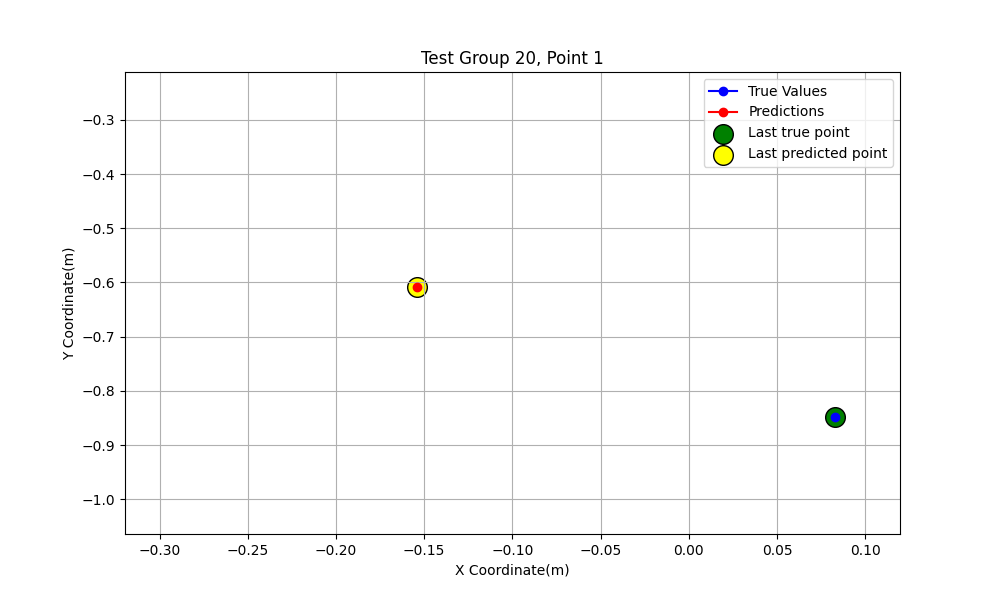 Test Group 20, Point 1
True Values
Predictions
Last true point
Last predicted point
Y Coordinate(m)
−0.3
−0.4
−0.5
−0.6
−0.7
−0.8
−0.9
−1.0
−0.30 −0.25 −0.20 −0.15 −0.10 −0.05 0.00 0.05 0.10
X Coordinate(m)